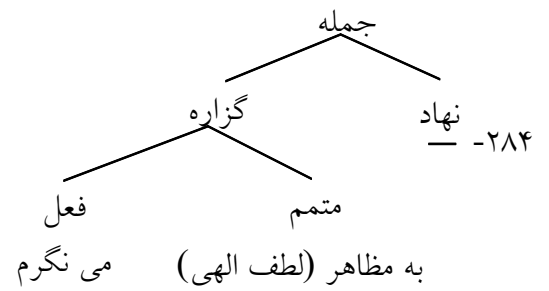 جمله
نهاد گزاره
۲۸۴- —
متمم فعل
به مظاهر (لطف الهی) می نگرم